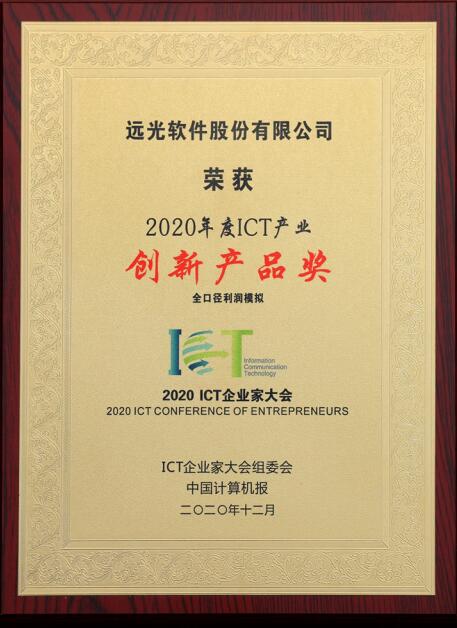 远光软件股份有限公司
荣获
2020年度ICT产业
创新产品奖
全口径利润模拟
ICT
Information
Communication
Technology
2020 ICT企业家大会
2020 ICT CONFERENCE OF ENTREPRENEURS
ICT企业家大会组委会
中国计算机报
二〇二〇年十二月